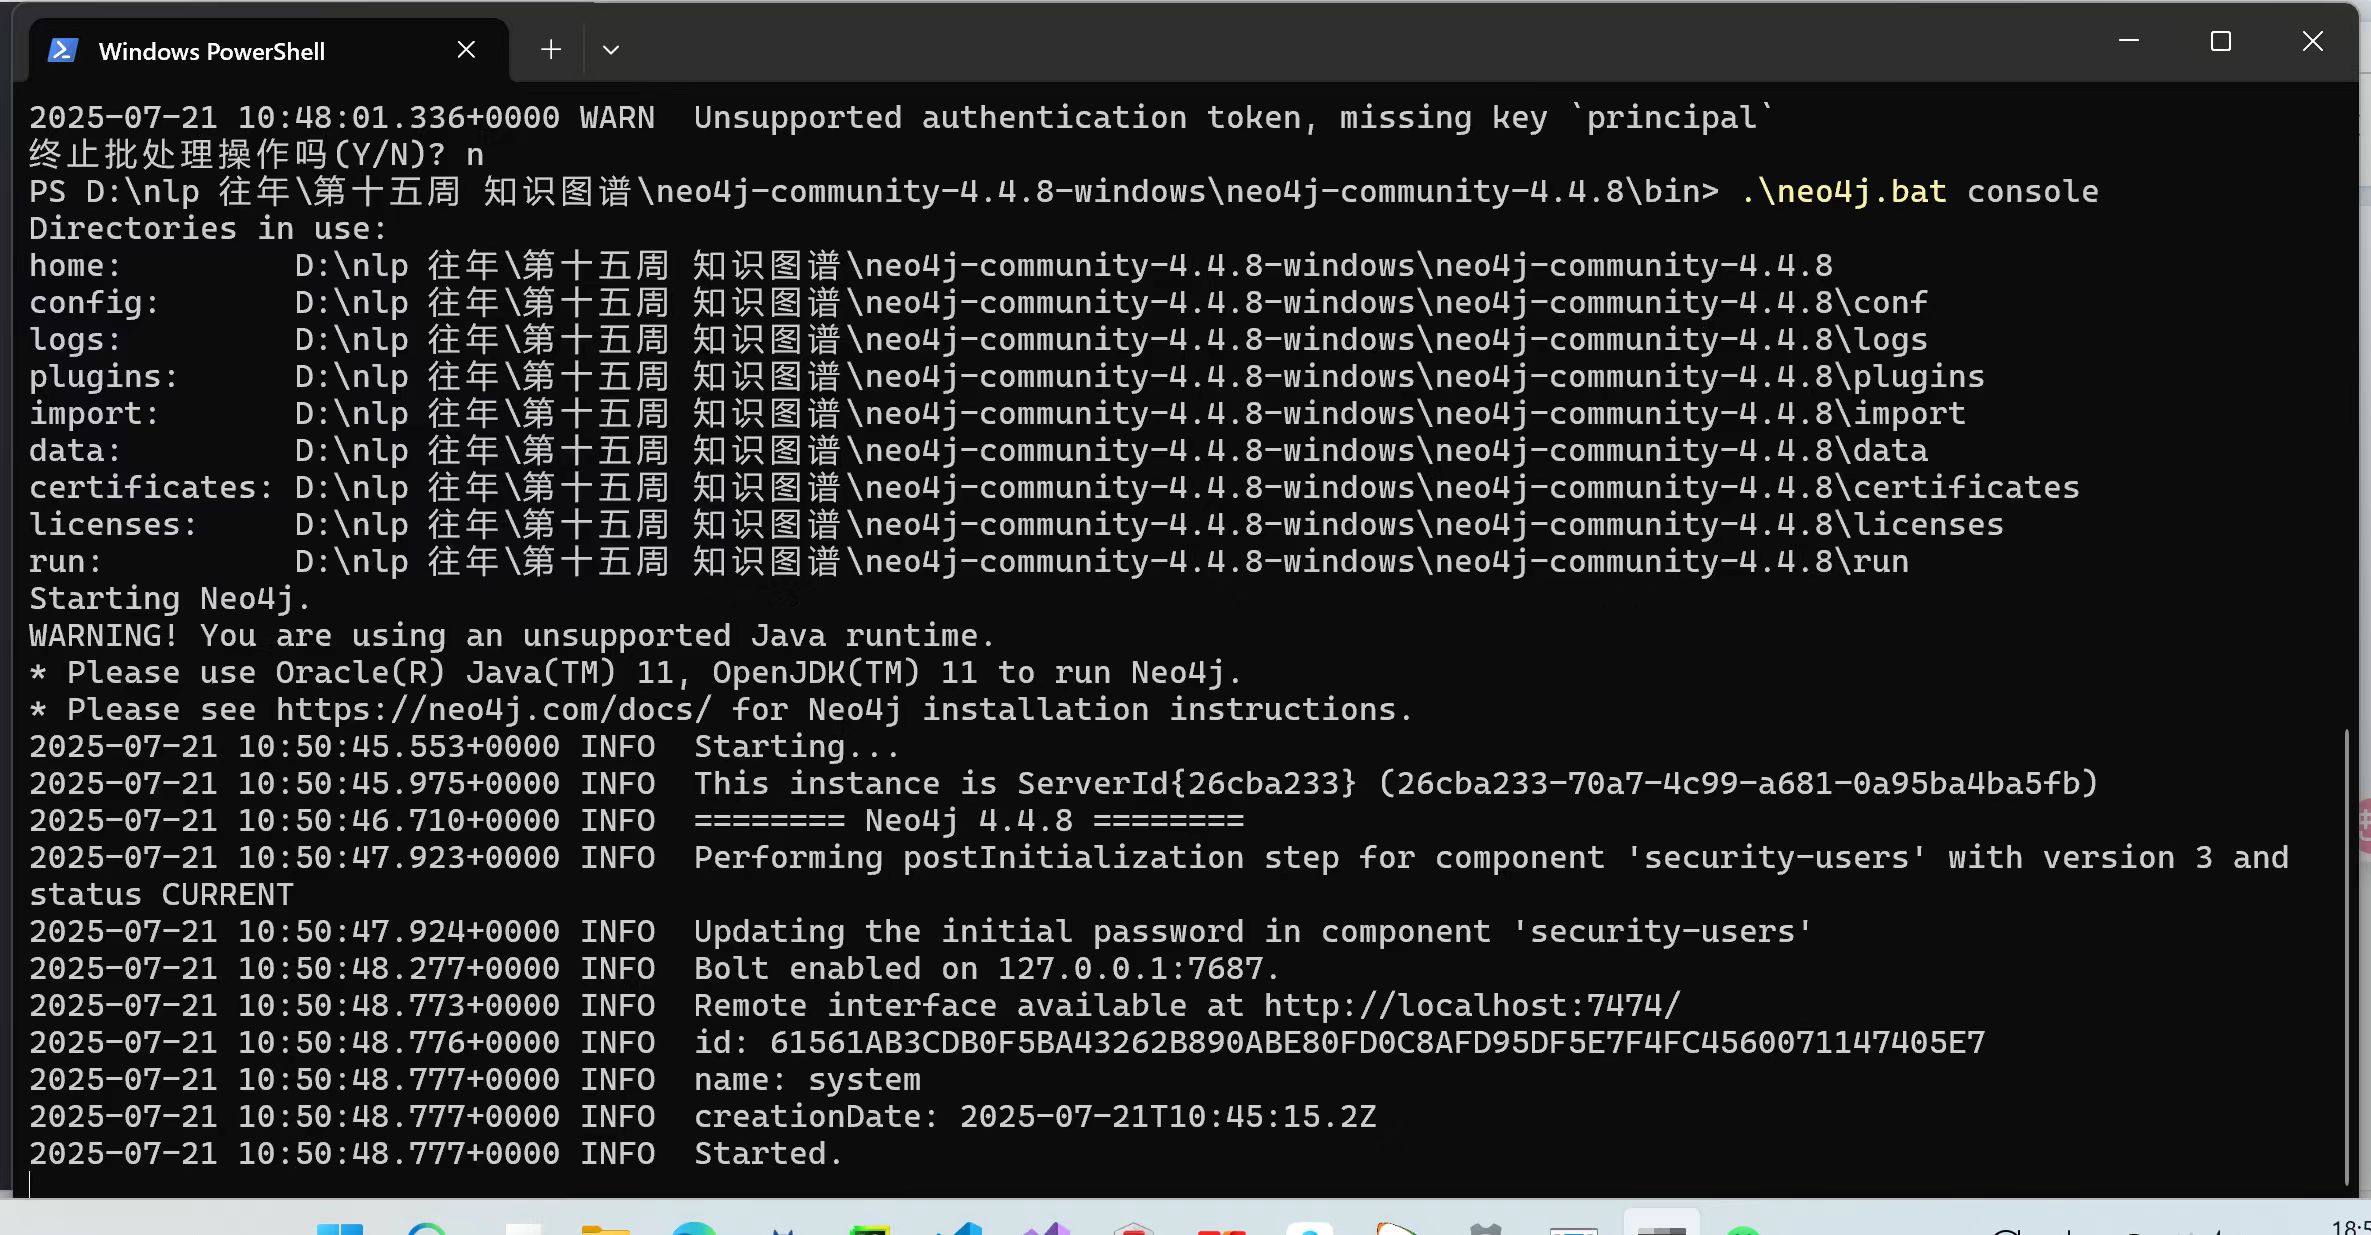 Windows PowerShell
2025-07-21 10:48:01.336+0000 WARN  Unsupported authentication token, missing key `principal`
终止批处理操作吗(Y/N)? n
PS D:\nlp 往年\第十五周 知识图谱\neo4j-community-4.4.8-windows\neo4j-community-4.4.8\bin> .\neo4j.bat console
Directories in use:
home:         D:\nlp 往年\第十五周 知识图谱\neo4j-community-4.4.8-windows\neo4j-community-4.4.8
config:       D:\nlp 往年\第十五周 知识图谱\neo4j-community-4.4.8-windows\neo4j-community-4.4.8\conf
logs:         D:\nlp 往年\第十五周 知识图谱\neo4j-community-4.4.8-windows\neo4j-community-4.4.8\logs
plugins:      D:\nlp 往年\第十五周 知识图谱\neo4j-community-4.4.8-windows\neo4j-community-4.4.8\plugins
import:       D:\nlp 往年\第十五周 知识图谱\neo4j-community-4.4.8-windows\neo4j-community-4.4.8\import
data:         D:\nlp 往年\第十五周 知识图谱\neo4j-community-4.4.8-windows\neo4j-community-4.4.8\data
certificates: D:\nlp 往年\第十五周 知识图谱\neo4j-community-4.4.8-windows\neo4j-community-4.4.8\certificates
licenses:     D:\nlp 往年\第十五周 知识图谱\neo4j-community-4.4.8-windows\neo4j-community-4.4.8\licenses
run:          D:\nlp 往年\第十五周 知识图谱\neo4j-community-4.4.8-windows\neo4j-community-4.4.8\run
Starting Neo4j.
WARNING! You are using an unsupported Java runtime.
* Please use Oracle(R) Java(TM) 11, OpenJDK(TM) 11 to run Neo4j.
* Please see https://neo4j.com/docs/ for Neo4j installation instructions.
2025-07-21 10:50:45.553+0000 INFO  Starting...
2025-07-21 10:50:45.975+0000 INFO  This instance is ServerId{26cba233} (26cba233-70a7-4c99-a681-0a95ba4ba5fb)
2025-07-21 10:50:46.710+0000 INFO  ======== Neo4j 4.4.8 ========
2025-07-21 10:50:47.923+0000 INFO  Performing postInitialization step for component 'security-users' with version 3 and
status CURRENT
2025-07-21 10:50:47.924+0000 INFO  Updating the initial password in component 'security-users'
2025-07-21 10:50:48.277+0000 INFO  Bolt enabled on 127.0.0.1:7687.
2025-07-21 10:50:48.773+0000 INFO  Remote interface available at http://localhost:7474/
2025-07-21 10:50:48.776+0000 INFO  id: 61561AB3CDB0F5BA43262B890ABE80FD0C8AFD95DF5E7F4FC4560071147405E7
2025-07-21 10:50:48.777+0000 INFO  name: system
2025-07-21 10:50:48.777+0000 INFO  creationDate: 2025-07-21T10:45:15.2Z
2025-07-21 10:50:48.777+0000 INFO  Started.